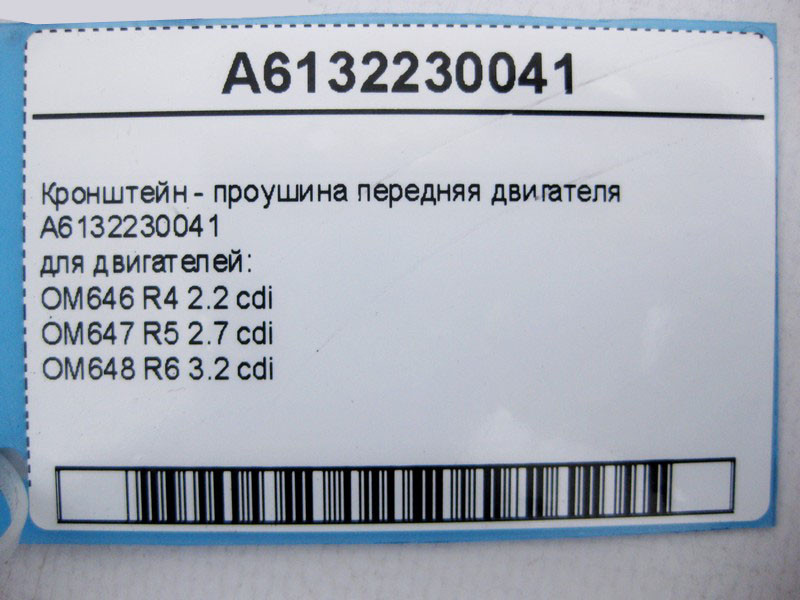 A6132230041
Кронштейн - проушина передняя двигателя
A6132230041
для двигателей:
OM646 R4 2.2 cdi
OM647 R5 2.7 cdi
OM648 R6 3.2 cdi